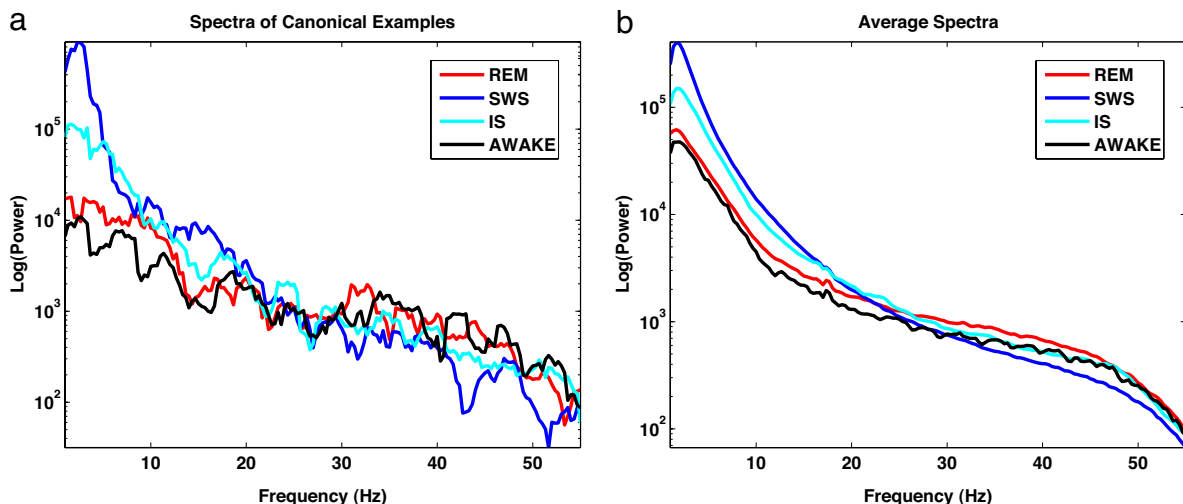 a
Spectra of Canonical Examples
Log(Power)
10^5
10^4
10^3
10^2
REM
SWS
IS
AWAKE
10 20 30 40 50
Frequency (Hz)
b
Average Spectra
Log(Power)
10^5
10^4
10^3
10^2
REM
SWS
IS
AWAKE
10 20 30 40 50
Frequency (Hz)